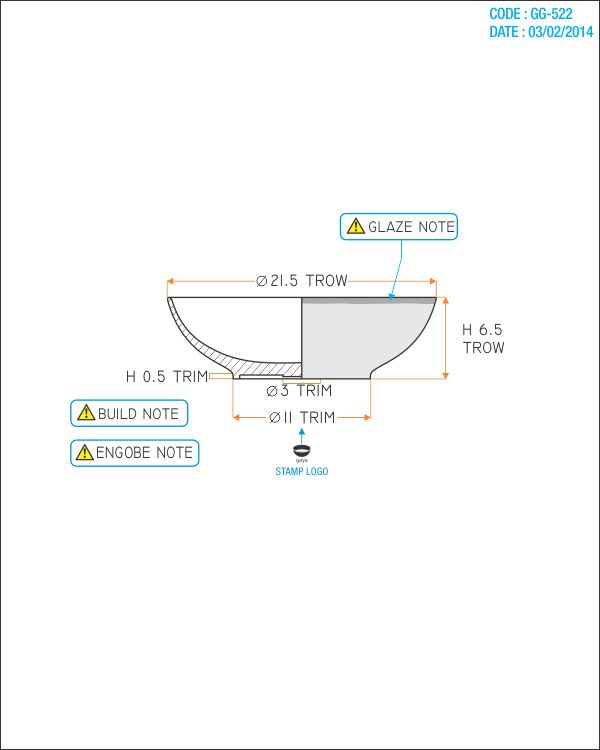 CODE : GG-522
DATE : 03/02/2014
GLAZE NOTE
Ø21.5 TROW
H 6.5
TROW
H 0.5 TRIM
Ø3 TRIM
BUILD NOTE
Ø11 TRIM
ENGOBE NOTE
gaya
STAMP LOGO